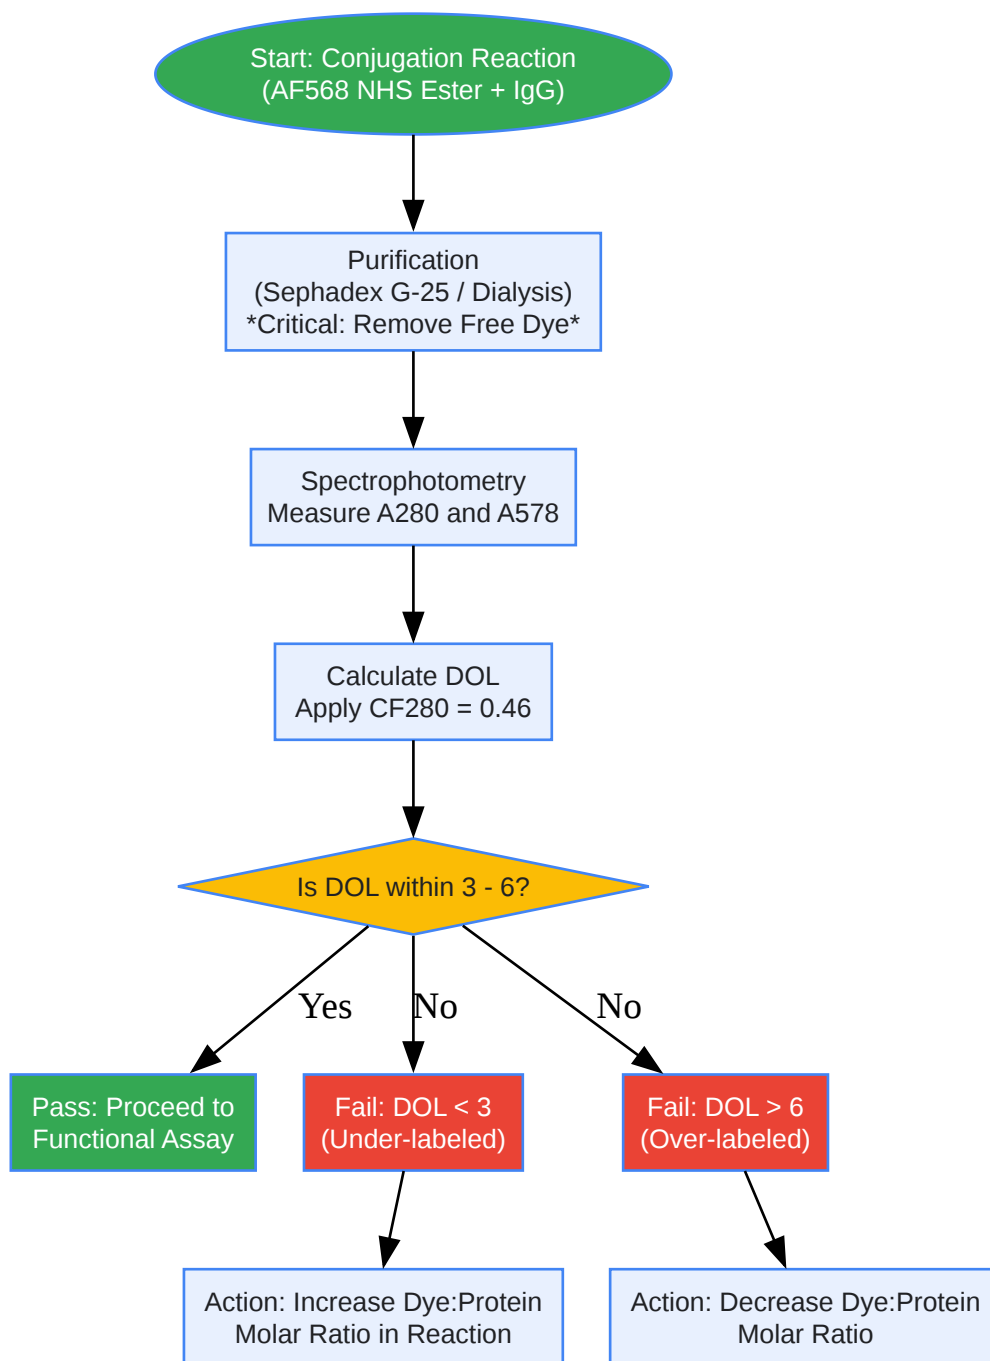 Start: Conjugation Reaction
(AF568 NHS Ester + IgG)
Purification
(Sephadex G-25 / Dialysis)
*Critical: Remove Free Dye*
Spectrophotometry
Measure A280 and A578
Calculate DOL
Apply CF280 = 0.46
Is DOL within 3 - 6?
Yes
No
No
Pass: Proceed to
Functional Assay
Fail: DOL < 3
(Under-labeled)
Fail: DOL > 6
(Over-labeled)
Action: Increase Dye:Protein
Molar Ratio in Reaction
Action: Decrease Dye:Protein
Molar Ratio